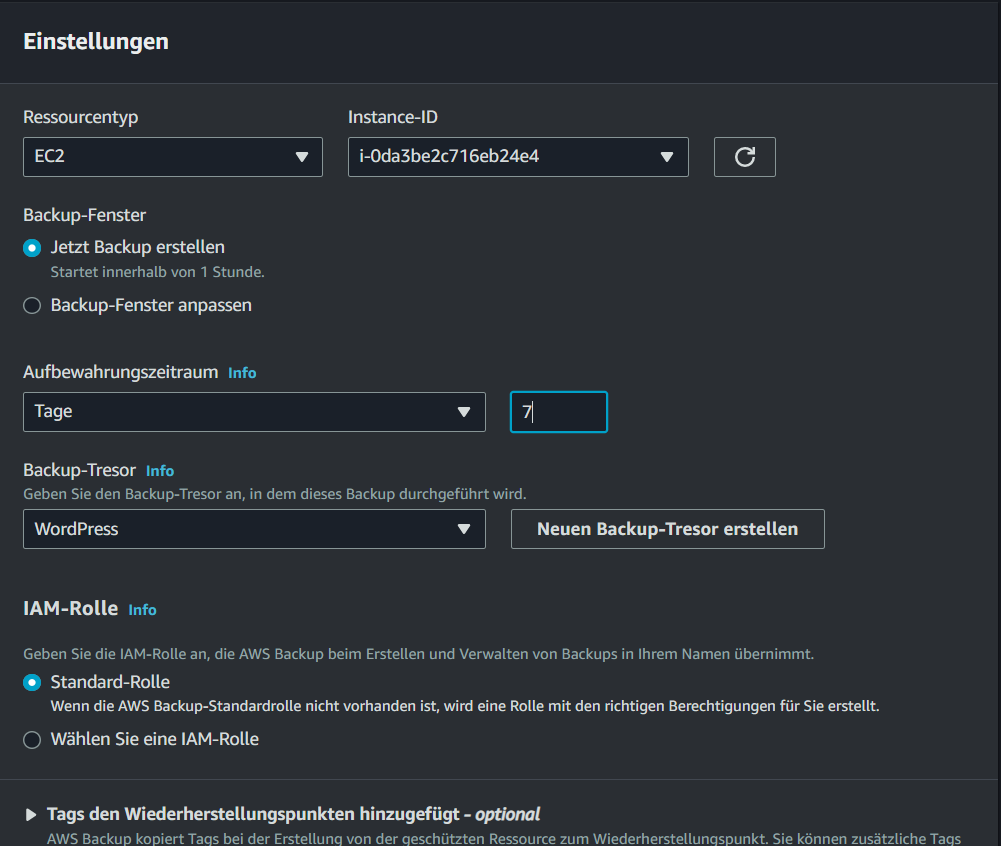 Einstellungen
Ressourcentyp
Instance-ID
EC2
i-0da3be2c716eb24e4
Backup-Fenster
Jetzt Backup erstellen
Startet innerhalb von 1 Stunde.
Backup-Fenster anpassen
Aufbewahrungszeitraum Info
Tage
7
Backup-Tresor Info
Geben Sie den Backup-Tresor an, in dem dieses Backup durchgeführt wird.
WordPress
Neuen Backup-Tresor erstellen
IAM-Rolle Info
Geben Sie die IAM-Rolle an, die AWS Backup beim Erstellen und Verwalten von Backups in Ihrem Namen übernimmt.
Standard-Rolle
Wenn die AWS Backup-Standardrolle nicht vorhanden ist, wird eine Rolle mit den richtigen Berechtigungen für Sie erstellt.
Wählen Sie eine IAM-Rolle
Tags den Wiederherstellungspunkten hinzugefügt - optional
AWS Backup kopiert Tags bei der Erstellung von der geschützten Ressource zum Wiederherstellungspunkt. Sie können zusätzliche Tags